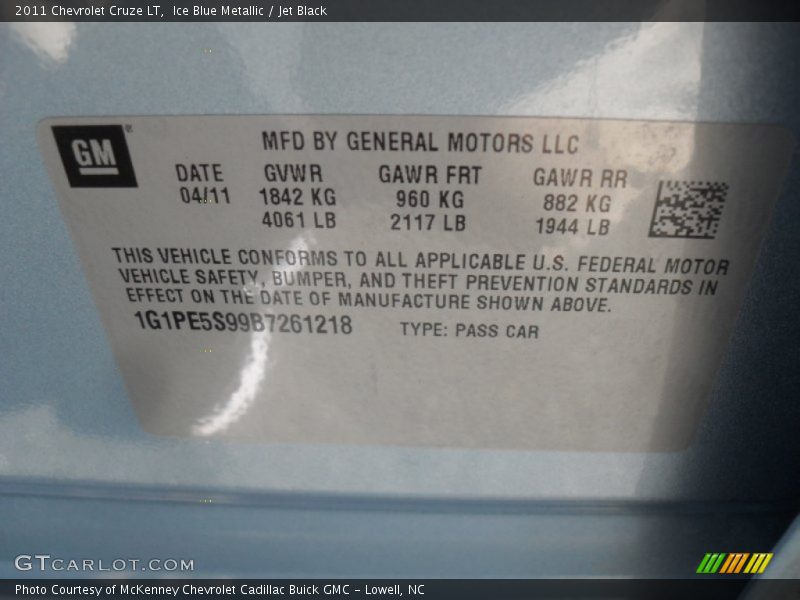 2011 Chevrolet Cruze LT, Ice Blue Metallic / Jet Black
GM®
MFD BY GENERAL MOTORS LLC
DATE GVWR GAWR FRT GAWR RR
04/11 1842 KG 960 KG 882 KG
4061 LB 2117 LB 1944 LB
THIS VEHICLE CONFORMS TO ALL APPLICABLE U.S. FEDERAL MOTOR
VEHICLE SAFETY, BUMPER, AND THEFT PREVENTION STANDARDS IN
EFFECT ON THE DATE OF MANUFACTURE SHOWN ABOVE.
1G1PE5S99B7261218 TYPE: PASS CAR
GTCARLOT.COM
Photo Courtesy of McKenney Chevrolet Cadillac Buick GMC - Lowell, NC